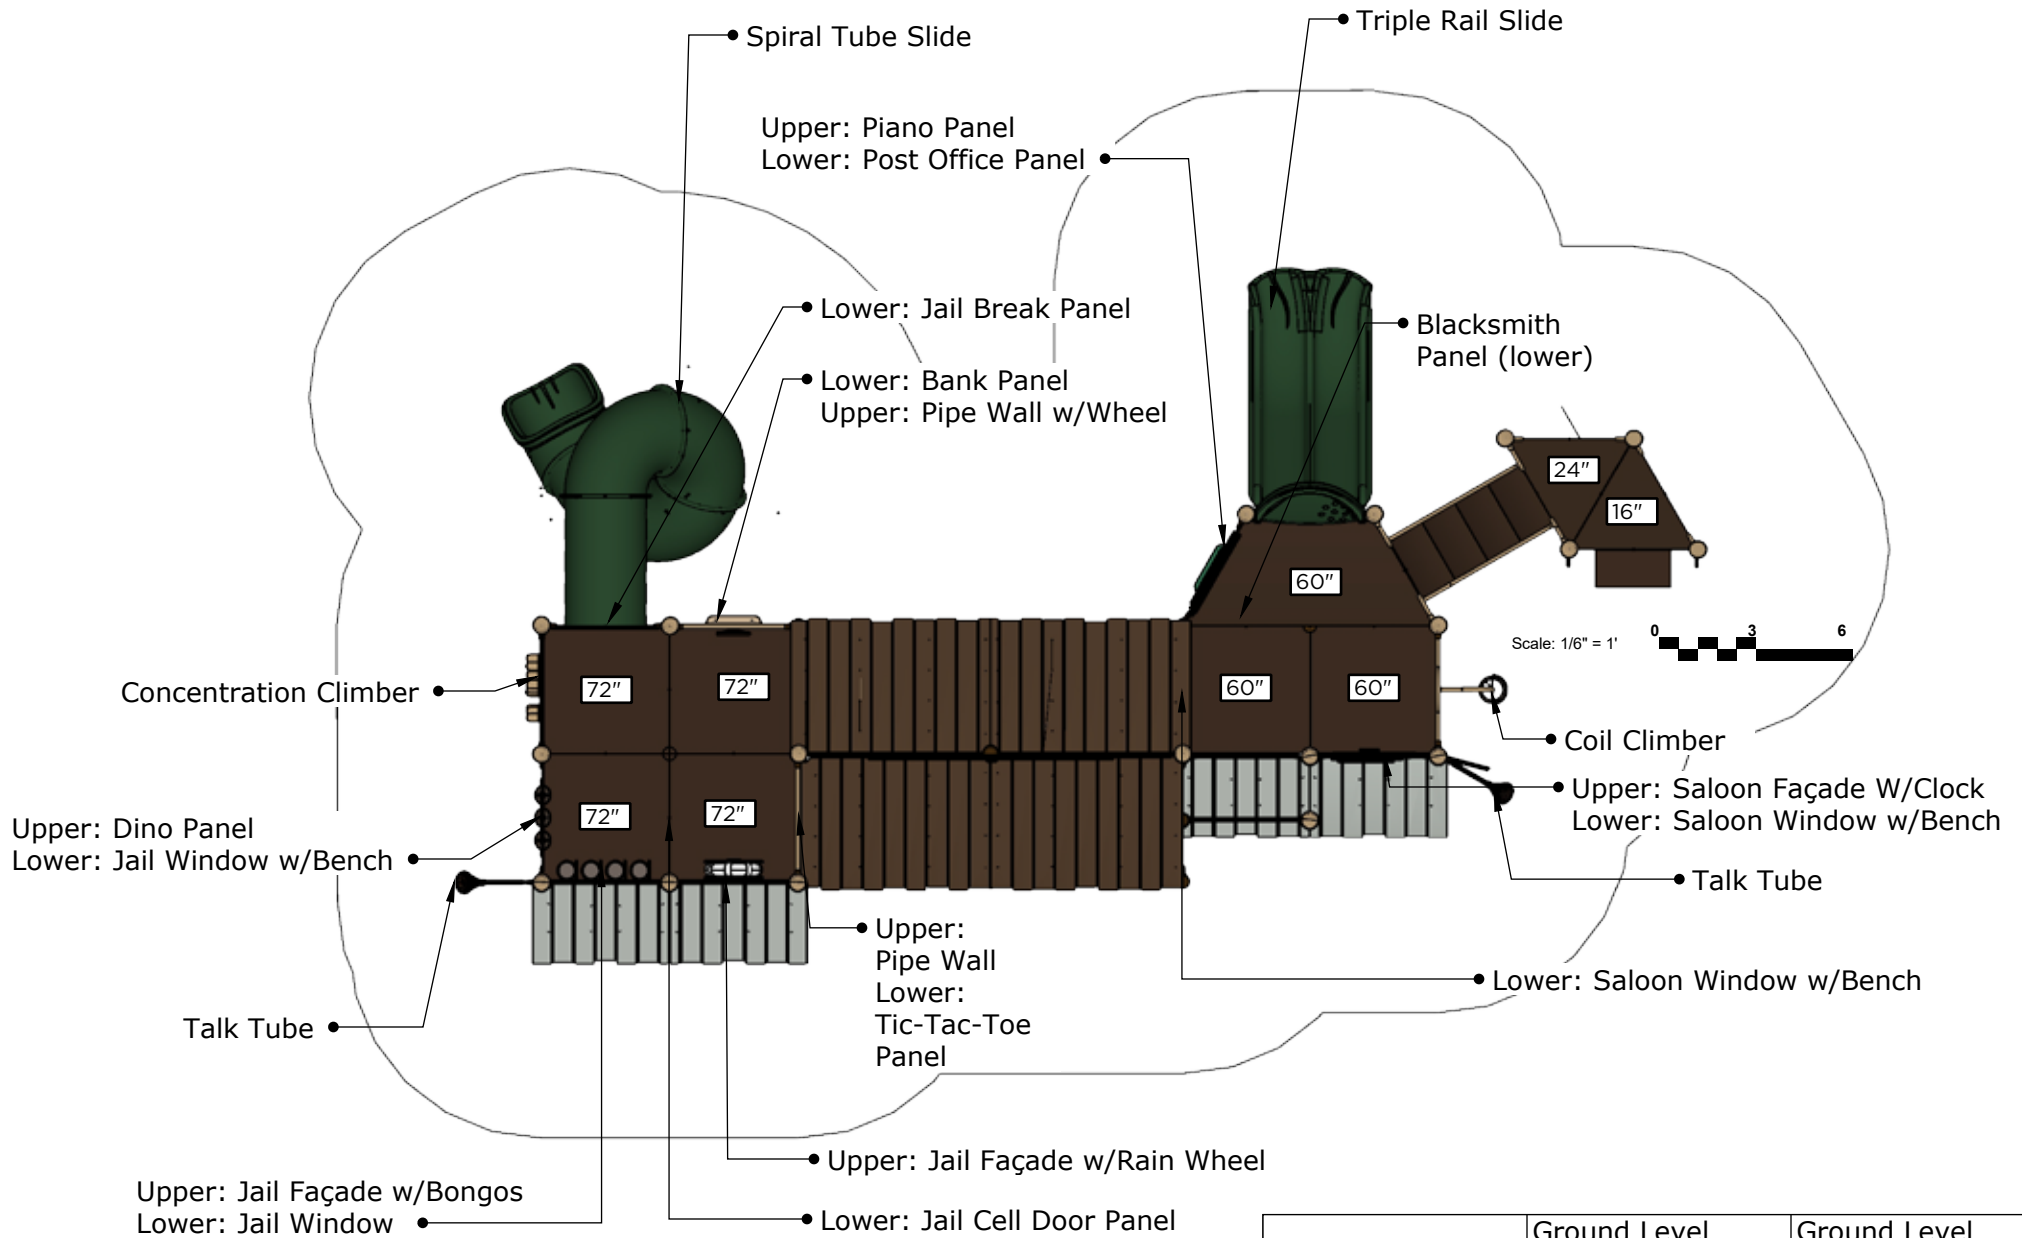 Spiral Tube Slide
Triple Rail Slide
Upper: Piano Panel
Lower: Post Office Panel
Lower: Jail Break Panel
Blacksmith
Panel (lower)
Lower: Bank Panel
Upper: Pipe Wall w/Wheel
24"
16"
60"
Scale: 1/6" = 1'
0 3 6
Concentration Climber
72"
72"
60"
60"
Coil Climber
Upper: Saloon Façade W/Clock
Lower: Saloon Window w/Bench
72"
72"
Upper: Dino Panel
Lower: Jail Window w/Bench
Talk Tube
Upper:
Pipe Wall
Lower:
Tic-Tac-Toe
Panel
Lower: Saloon Window w/Bench
Talk Tube
Upper: Jail Façade w/Rain Wheel
Upper: Jail Façade w/Bongos
Lower: Jail Window
Lower: Jail Cell Door Panel
Ground Level Ground Level